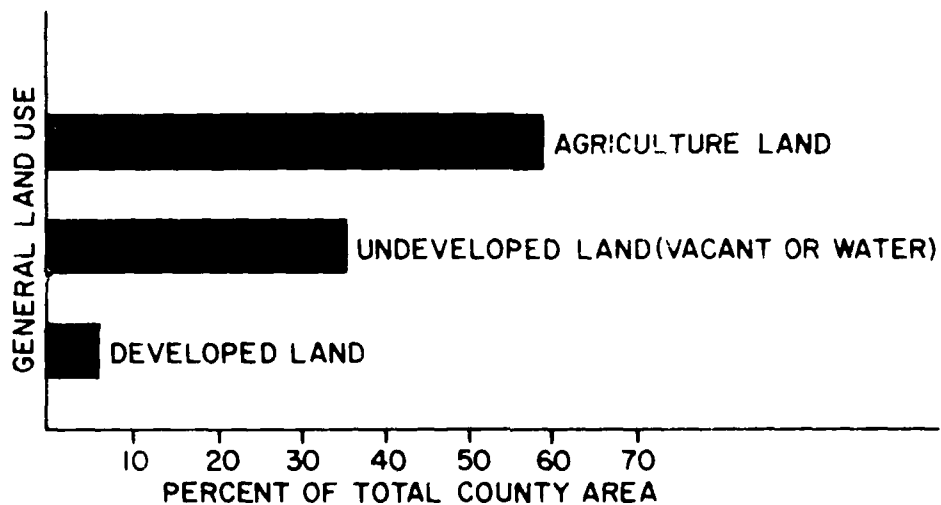 GENERAL LAND USE
AGRICULTURE LAND
UNDEVELOPED LAND(VACANT OR WATER)
DEVELOPED LAND
10 20 30 40 50 60 70
PERCENT OF TOTAL COUNTY AREA